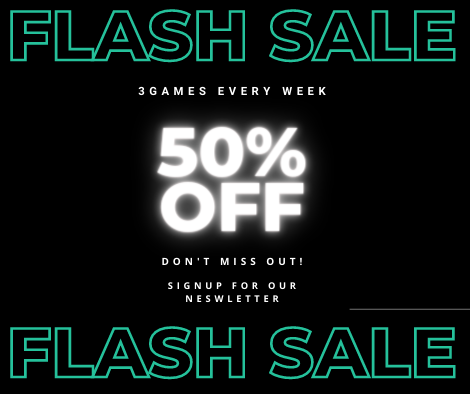 FLASH SALE
3GAMES EVERY WEEK
50%
OFF
DON'T MISS OUT!
SIGNUP FOR OUR
NESWLETTER
FLASH SALE